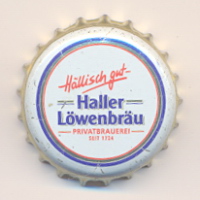 Hällisch gut
Haller
Löwenbräu
PRIVATBRAUEREI
SEIT 1724